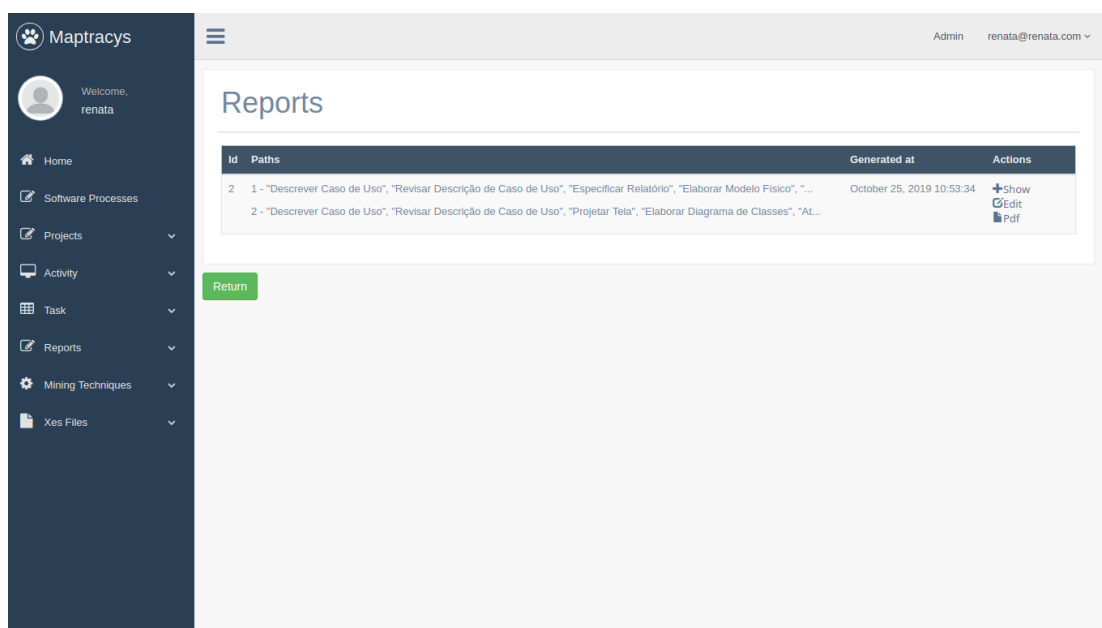 Maptracys
Admin renata@renata.com
Welcome,
renata
Reports
Home
Software Processes
Projects
Activity
Task
Reports
Mining Techniques
Xes Files
Id Paths Generated at Actions
2 1 - "Descrever Caso de Uso", "Revisar Descrição de Caso de Uso", "Especificar Relatório", "Elaborar Modelo Físico", "... October 25, 2019 10:53:34 Show
2 - "Descrever Caso de Uso", "Revisar Descrição de Caso de Uso", "Projetar Tela", "Elaborar Diagrama de Classes", "At... Edit
Pdf
Return